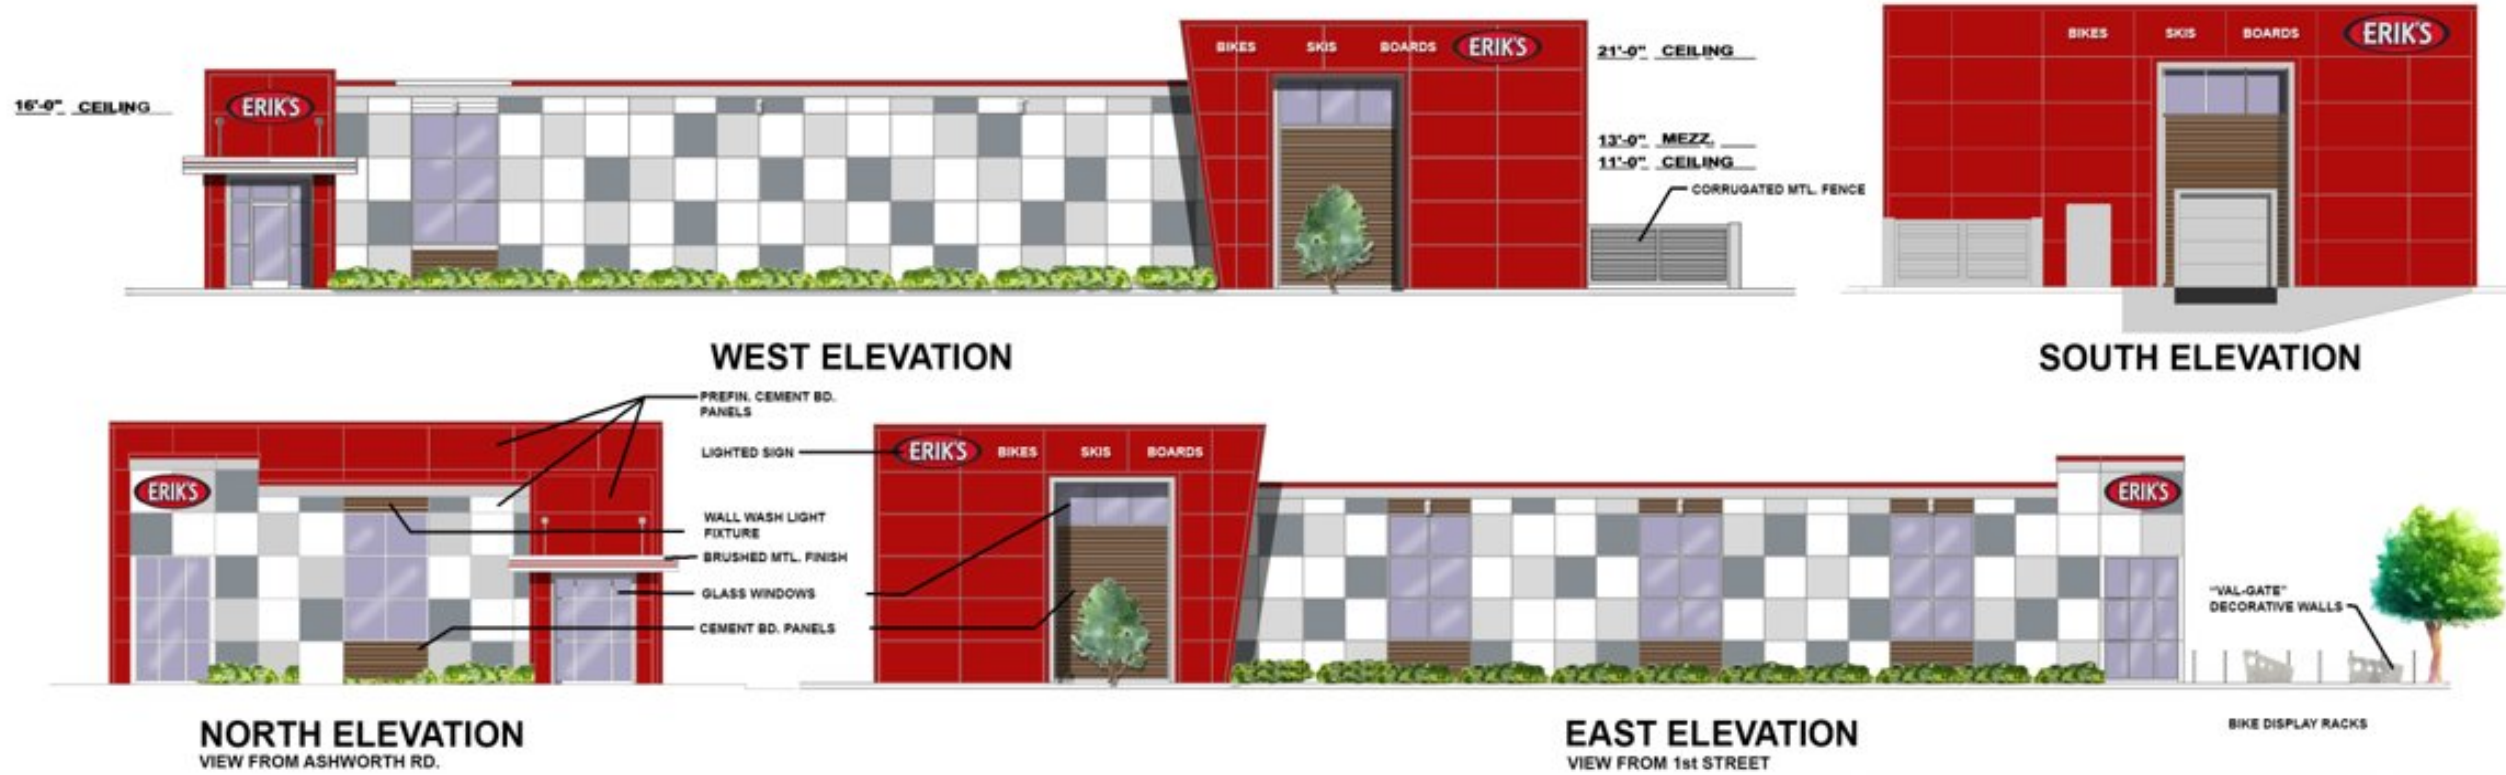 BIKES SKIS BOARDS ERIK'S
21'-0" CEILING
16'-0" CEILING
ERIK'S
13'-0" MEZZ.
11'-0" CEILING
CORRUGATED MTL. FENCE
WEST ELEVATION
BIKES SKIS BOARDS ERIK'S
SOUTH ELEVATION
PREFIN. CEMENT BD.
PANELS
LIGHTED SIGN
ERIK'S
WALL WASH LIGHT
FIXTURE
BRUSHED MTL. FINISH
GLASS WINDOWS
CEMENT BD. PANELS
NORTH ELEVATION
VIEW FROM ASHWORTH RD.
ERIK'S BIKES SKIS BOARDS
ERIK'S
"VAL-GATE"
DECORATIVE WALLS
BIKE DISPLAY RACKS
EAST ELEVATION
VIEW FROM 1st STREET